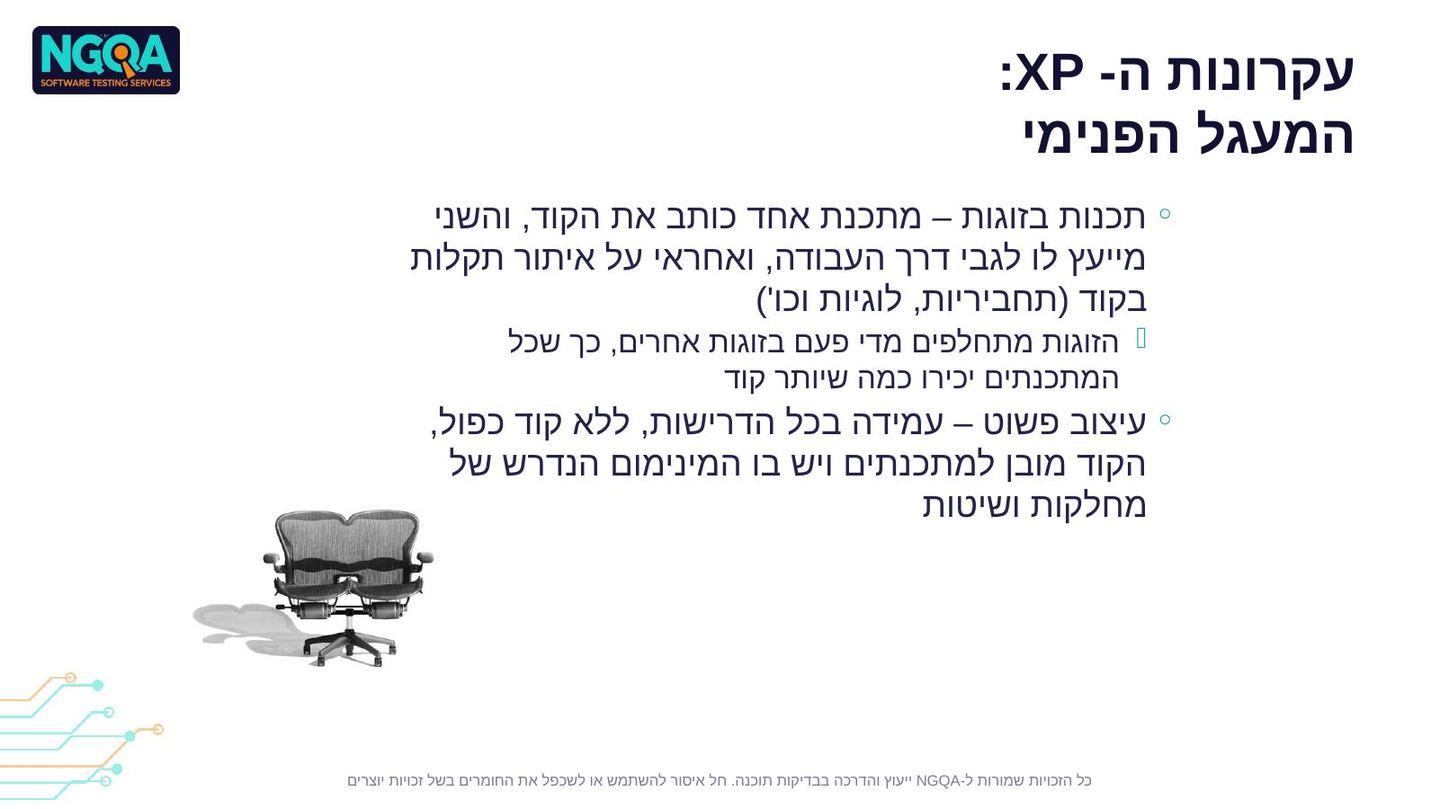 NGQA
SOFTWARE TESTING SERVICES
עקרונות ה- XP:
המעגל הפנימי
תכנות בזוגות – מתכנת אחד כותב את הקוד, והשני
מייעץ לו לגבי דרך העבודה, ואחראי על איתור תקלות
בקוד (תחביריות, לוגיות וכו')
הזוגות מתחלפים מדי פעם בזוגות אחרים, כך שכל
המתכנתים יכירו כמה שיותר קוד
עיצוב פשוט – עמידה בכל הדרישות, ללא קוד כפול,
הקוד מובן למתכנתים ויש בו המינימום הנדרש של
מחלקות ושיטות
כל הזכויות שמורות ל-NGQA ייעוץ והדרכה בבדיקות תוכנה. חל איסור להשתמש או לשכפל את החומרים בשל זכויות יוצרים